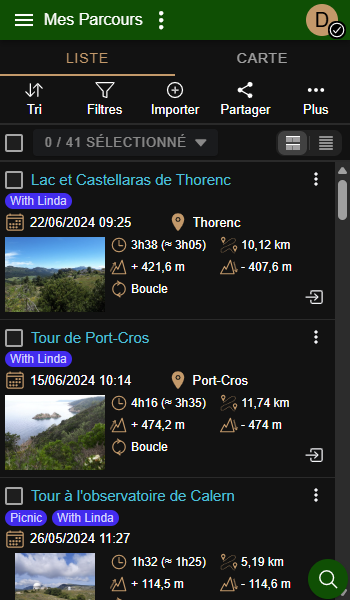 Mes Parcours
D
LISTE CARTE
Tri Filtres Importer Partager Plus
0 / 41 SÉLECTIONNÉ
Lac et Castellaras de Thorenc
With Linda
22/06/2024 09:25 Thorenc
3h38 (≈ 3h05) 10,12 km
+ 421,6 m - 407,6 m
Boucle
Tour de Port-Cros
With Linda
15/06/2024 10:14 Port-Cros
4h16 (≈ 3h35) 11,74 km
+ 474,2 m - 474 m
Boucle
Tour à l'observatoire de Calern
Picnic With Linda
26/05/2024 11:27
1h32 (≈ 1h25) 5,19 km
+ 114,5 m - 114,6 m